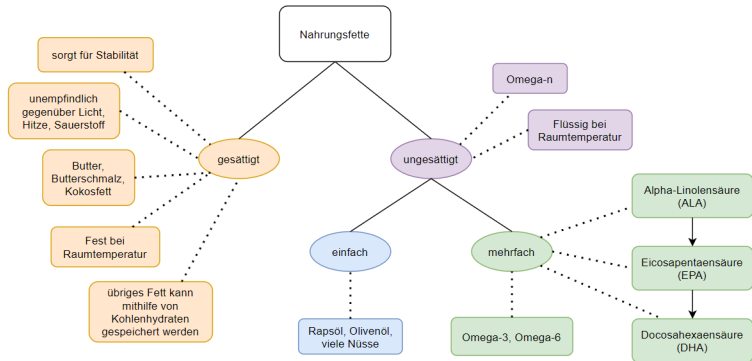 Nahrungsfette
sorgt für Stabilität
unempfindlich
gegenüber Licht,
Hitze, Sauerstoff
Butter,
Butterschmalz,
Kokosfett
Fest bei
Raumtemperatur
übriges Fett kann
mithilfe von
Kohlenhydraten
gespeichert werden
gesättigt
ungesättigt
Omega-n
Flüssig bei
Raumtemperatur
einfach
Rapsöl, Olivenöl,
viele Nüsse
mehrfach
Omega-3, Omega-6
Alpha-Linolensäure
(ALA)
Eicosapentaensäure
(EPA)
Docosahexaensäure
(DHA)